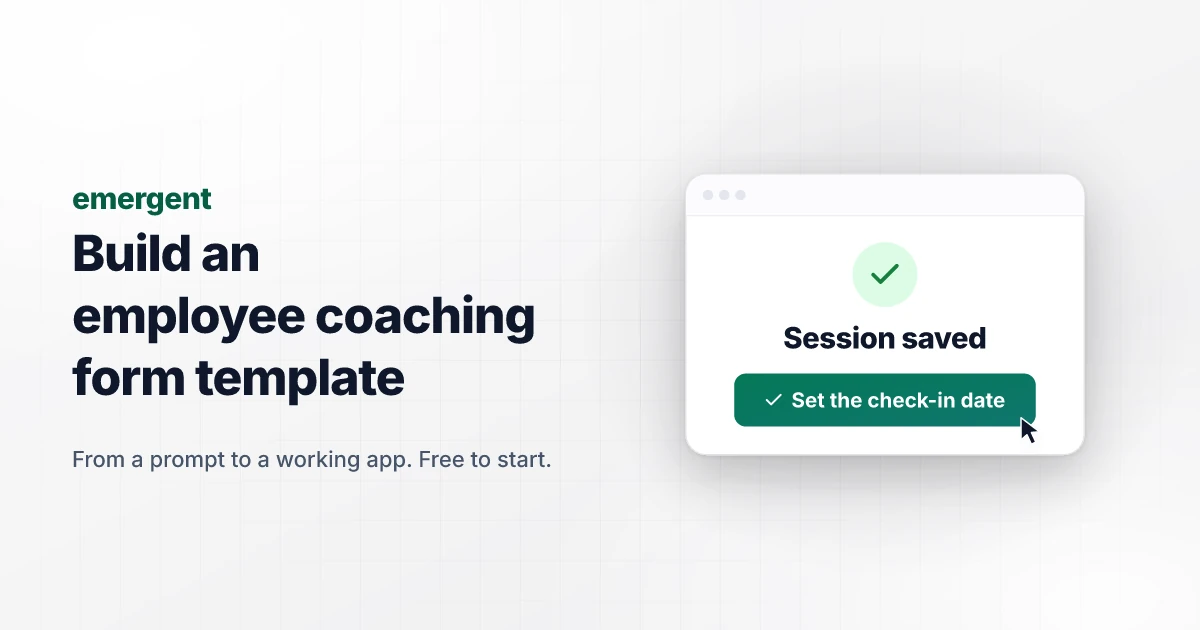 emergent
Build an
employee coaching
form template
From a prompt to a working app. Free to start.
Session saved
Set the check-in date